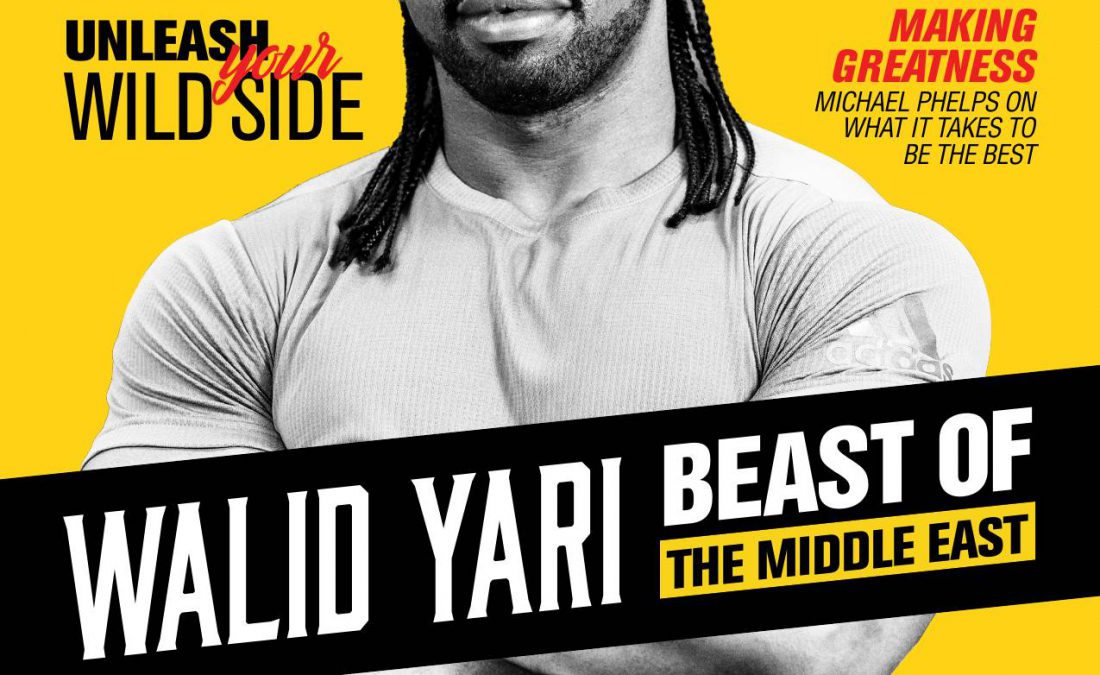 UNLEASH
your
WILD SIDE
MAKING
GREATNESS
MICHAEL PHELPS ON
WHAT IT TAKES TO
BE THE BEST
adidas
WALID YARI
BEAST OF
THE MIDDLE EAST